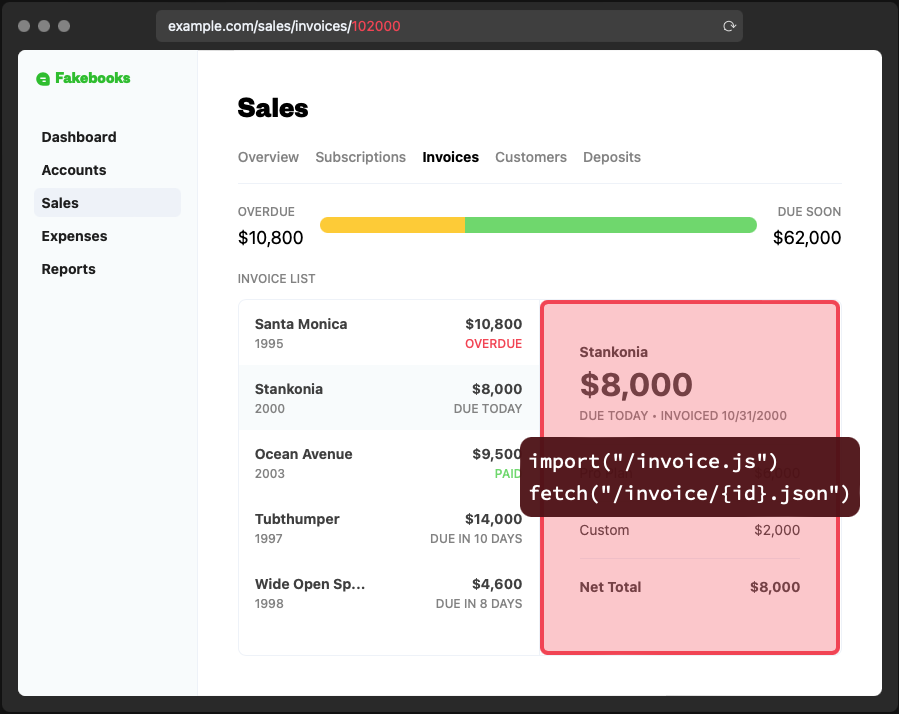 example.com/sales/invoices/102000
Fakebooks
Dashboard
Accounts
Sales
Expenses
Reports
Sales
Overview Subscriptions Invoices Customers Deposits
OVERDUE
$10,800
DUE SOON
$62,000
INVOICE LIST
Santa Monica $10,800
1995 OVERDUE
Stankonia $8,000
2000 DUE TODAY
Ocean Avenue $9,500
2003 PAID
Tubthumper $14,000
1997 DUE IN 10 DAYS
Wide Open Sp... $4,600
1998 DUE IN 8 DAYS
Stankonia
$8,000
DUE TODAY • INVOICED 10/31/2000
import("/invoice.js")
fetch("/invoice/{id}.json")
Custom $2,000
Net Total $8,000